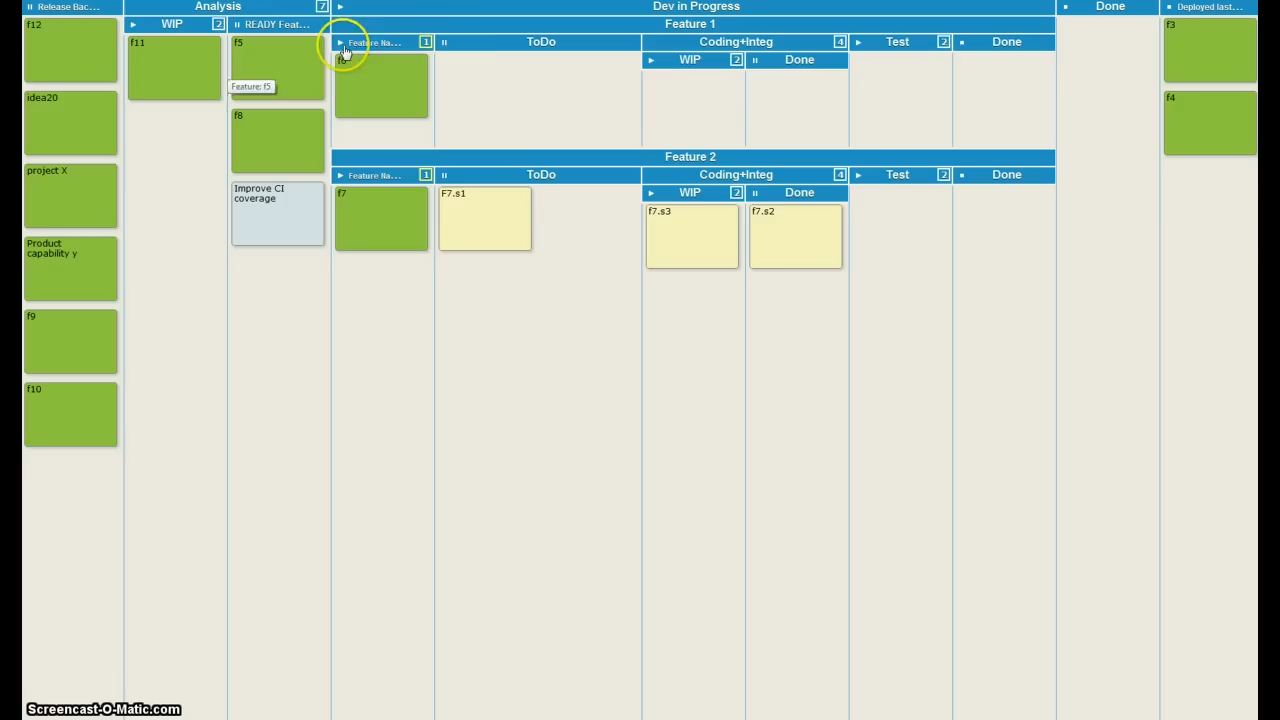 Release Bac...
Analysis
7
Dev in Progress
Done
Deployed last...
WIP
2
READY Feat...
Feature 1
Feature Na...
1
ToDo
Coding+Integ
4
Test
2
Done
WIP
2
Done
f12
f11
f5
Feature: f5
f3
f4
idea20
f8
project X
Improve CI
coverage
Product
capability y
f9
f10
Feature 2
Feature Na...
1
ToDo
Coding+Integ
4
Test
2
Done
WIP
2
Done
f7
F7.s1
f7.s3
f7.s2
Screencast-O-Matic.com